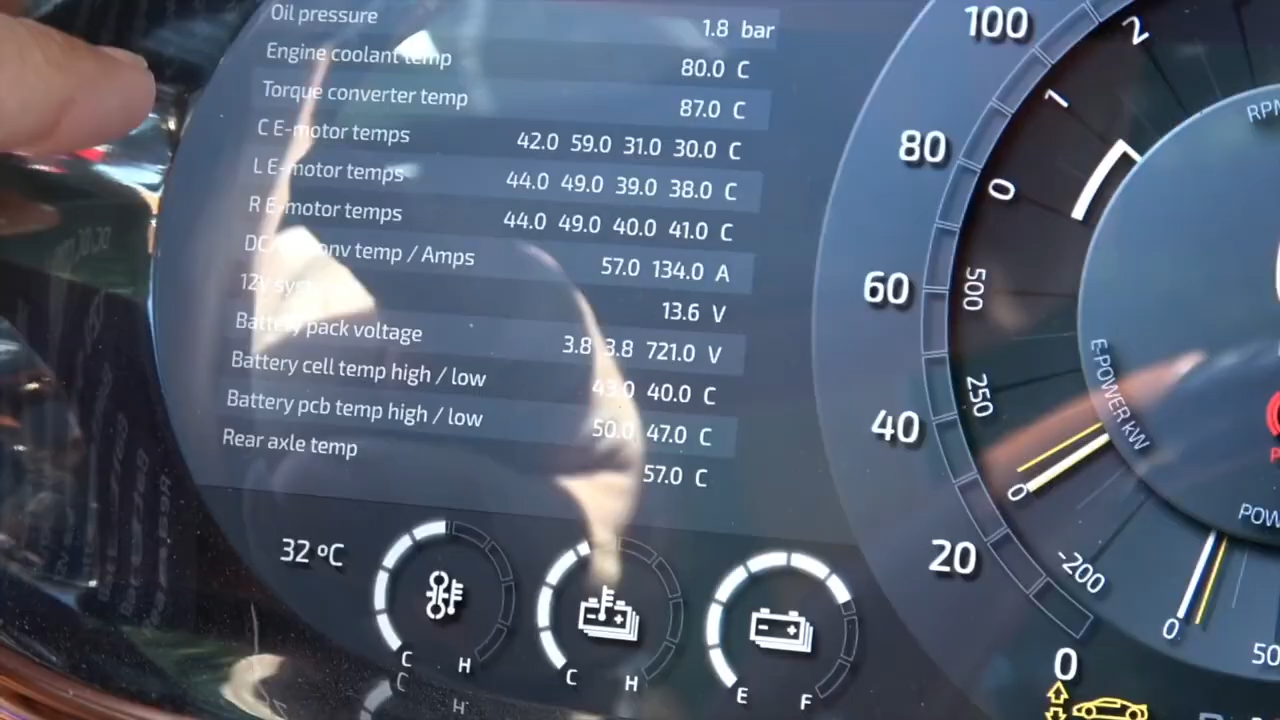 Oil pressure 1.8 bar
Engine coolant temp 80.0 C
Torque converter temp 87.0 C
C E-motor temps 42.0 59.0 31.0 30.0 C
L E-motor temps 44.0 49.0 39.0 38.0 C
R E-motor temps 44.0 49.0 40.0 41.0 C
temp / Amps 57.0 134.0 A
12V 13.6 V
Battery pack voltage 3.8 3.8 721.0 V
Battery cell temp high / low 43.0 40.0 C
Battery pcb temp high / low 50.0 47.0 C
Rear axle temp 57.0 C
32 ºC
C H
C H
E F
C H
100
80
60
40
20
0
2
1
0
500
250
0
-200
E-POWER kW
0
50